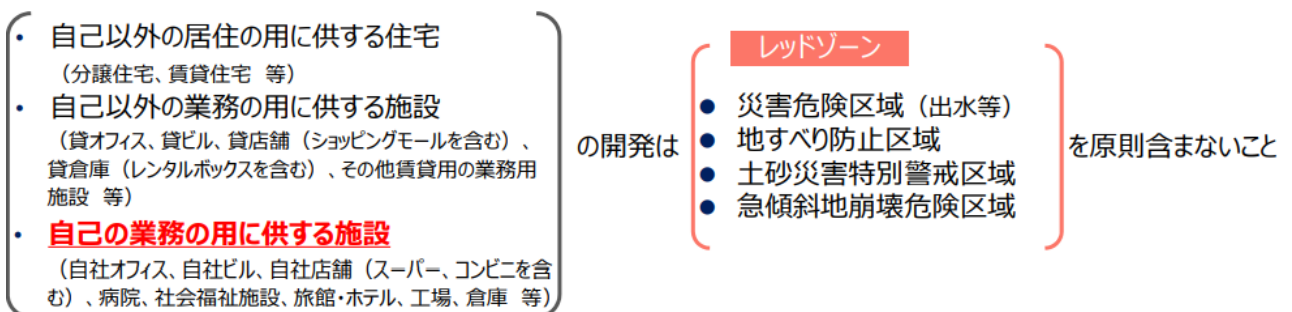 • 自己以外の居住の用に供する住宅
（分譲住宅、賃貸住宅 等）
• 自己以外の業務の用に供する施設
（貸オフィス、貸ビル、貸店舗（ショッピングモールを含む）、
貸倉庫（レンタルボックスを含む）、その他賃貸用の業務用
施設 等）
• 自己の業務の用に供する施設
（自社オフィス、自社ビル、自社店舗（スーパー、コンビニを含
む）、病院、社会福祉施設、旅館・ホテル、工場、倉庫 等）
の開発は
レッドゾーン
● 災害危険区域（出水等）
● 地すべり防止区域
● 土砂災害特別警戒区域
● 急傾斜地崩壊危険区域
を原則含まないこと